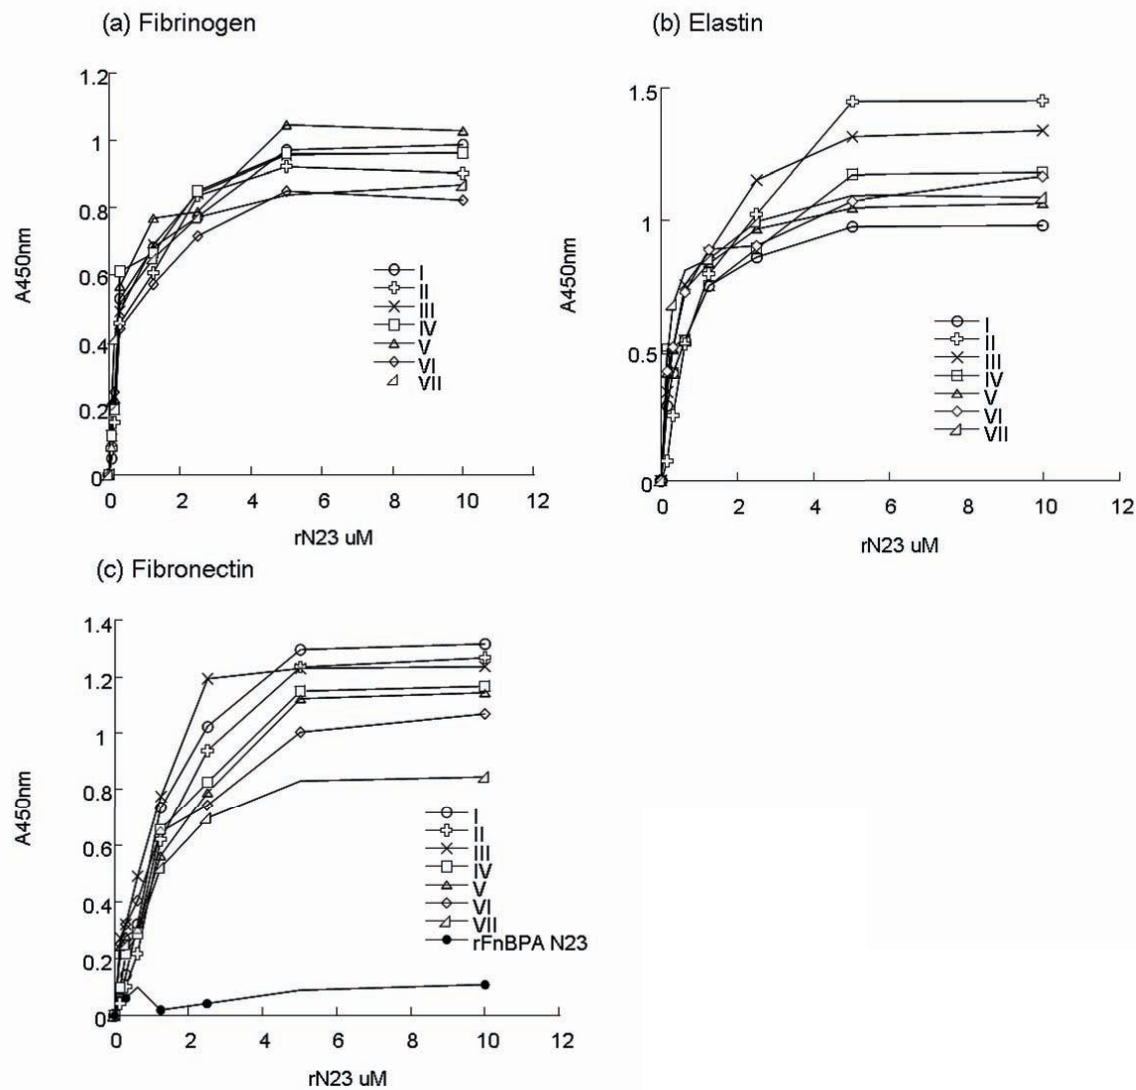 (a) Fibrinogen
1.2
1
0.8
0.6
0.4
0.2
0
A450nm
0 2 4 6 8 10 12
rN23 uM
I
II
III
IV
V
VI
VII
(b) Elastin
1.5
1
0.5
0
A450nm
0 2 4 6 8 10 12
rN23 uM
I
II
III
IV
V
VI
VII
(c) Fibronectin
1.4
1.2
1
0.8
0.6
0.4
0.2
0
A450nm
0 2 4 6 8 10 12
rN23 uM
I
II
III
IV
V
VI
VII
rFnBPA N23